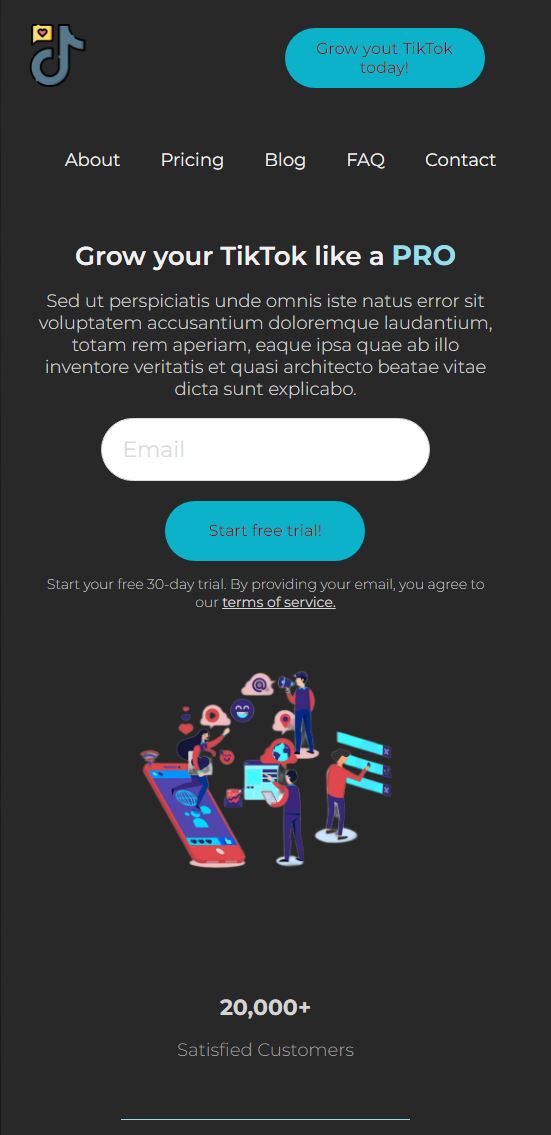 Grow yout TikTok
today!
About Pricing Blog FAQ Contact
Grow your TikTok like a PRO
Sed ut perspiciatis unde omnis iste natus error sit
voluptatem accusantium doloremque laudantium,
totam rem aperiam, eaque ipsa quae ab illo
inventore veritatis et quasi architecto beatae vitae
dicta sunt explicabo.
Email
Start free trial!
Start your free 30-day trial. By providing your email, you agree to
our terms of service.
20,000+
Satisfied Customers